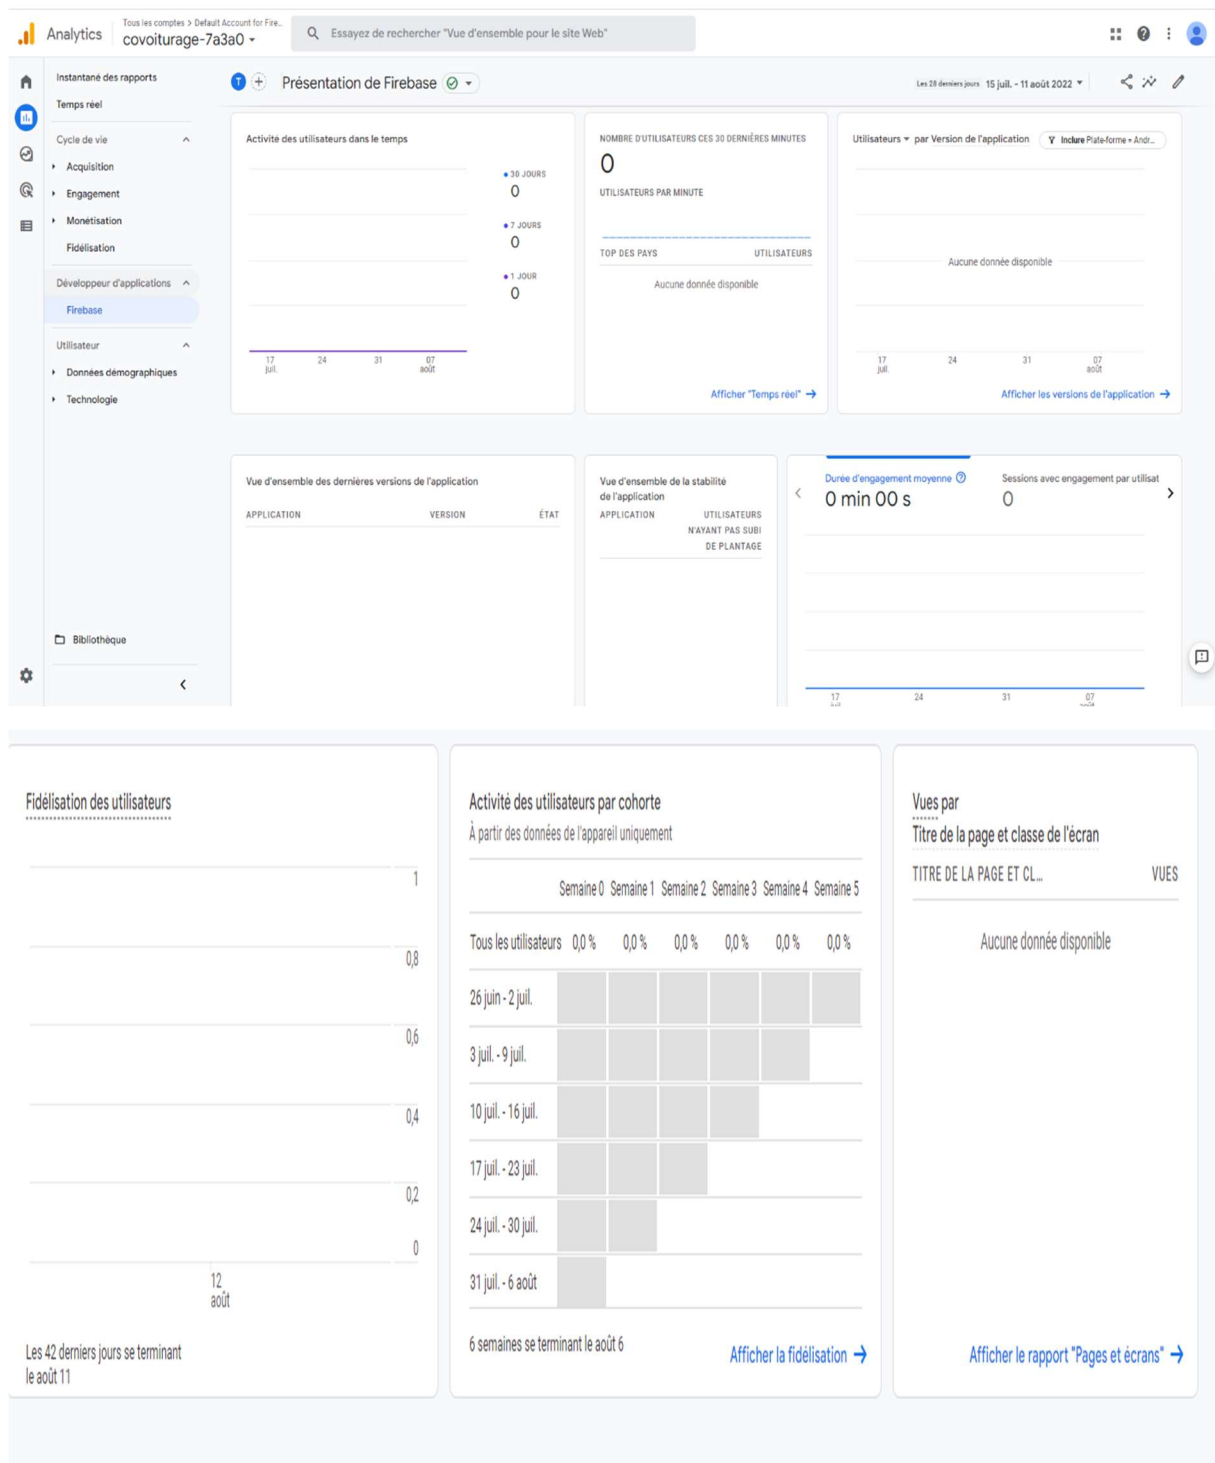 Tous les comptes > Default Account for Fire...
Analytics
covoiturage-7a3a0
Essayez de rechercher "Vue d'ensemble pour le site Web"
Instantané des rapports
Temps réel
Cycle de vie
Acquisition
Engagement
Monétisation
Fidélisation
Développeur d'applications
Firebase
Utilisateur
Données démographiques
Technologie
Bibliothèque
T
Présentation de Firebase
Les 28 derniers jours 15 juil. - 11 août 2022
Activité des utilisateurs dans le temps
30 JOURS
0
7 JOURS
0
1 JOUR
0
17 juil.
24
31
07 août
NOMBRE D'UTILISATEURS CES 30 DERNIÈRES MINUTES
0
UTILISATEURS PAR MINUTE
TOP DES PAYS UTILISATEURS
Aucune donnée disponible
Afficher "Temps réel" →
Utilisateurs par Version de l'application
Inclure Plate-forme = Andr...
Aucune donnée disponible
17 juil.
24
31
07 août
Afficher les versions de l'application →
Vue d'ensemble des dernières versions de l'application
APPLICATION VERSION ÉTAT
Vue d'ensemble de la stabilité
de l'application
APPLICATION UTILISATEURS
N'AYANT PAS SUBI
DE PLANTAGE
Durée d'engagement moyenne
0 min 00 s
Sessions avec engagement par utilisat
0
17 juil.
24
31
07 août
Fidélisation des utilisateurs
1
0,8
0,6
0,4
0,2
0
12
août
Les 42 derniers jours se terminant
le août 11
Activité des utilisateurs par cohorte
À partir des données de l'appareil uniquement
Semaine 0 Semaine 1 Semaine 2 Semaine 3 Semaine 4 Semaine 5
Tous les utilisateurs 0,0 % 0,0 % 0,0 % 0,0 % 0,0 % 0,0 %
26 juin - 2 juil.
3 juil. - 9 juil.
10 juil. - 16 juil.
17 juil. - 23 juil.
24 juil. - 30 juil.
31 juil. - 6 août
6 semaines se terminant le août 6
Afficher la fidélisation →
Vues par
Titre de la page et classe de l'écran
TITRE DE LA PAGE ET CL... VUES
Aucune donnée disponible
Afficher le rapport "Pages et écrans" →